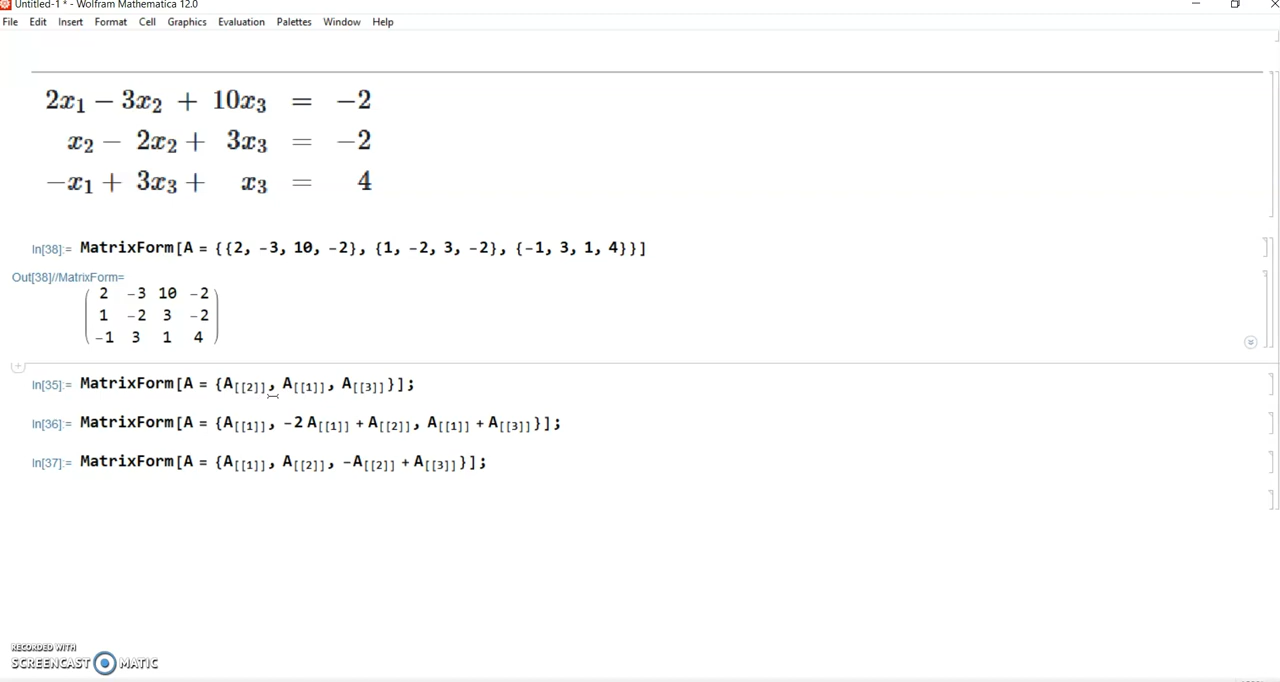 Untitled-1 * - Wolfram Mathematica 12.0
File Edit Insert Format Cell Graphics Evaluation Palettes Window Help
2x₁ − 3x₂ + 10x₃ = −2
x₂ − 2x₂ + 3x₃ = −2
−x₁ + 3x₃ + x₃ = 4
In[38]:= MatrixForm[A = {{2, -3, 10, -2}, {1, -2, 3, -2}, {-1, 3, 1, 4}}]
Out[38]//MatrixForm=
2 -3 10 -2
1 -2 3 -2
-1 3 1 4
In[35]:= MatrixForm[A = {A[[2]], A[[1]], A[[3]]}];
In[36]:= MatrixForm[A = {A[[1]], -2 A[[1]] + A[[2]], A[[1]] + A[[3]]}];
In[37]:= MatrixForm[A = {A[[1]], A[[2]], -A[[2]] + A[[3]]}];
RECORDED WITH
SCREENCAST MATIC